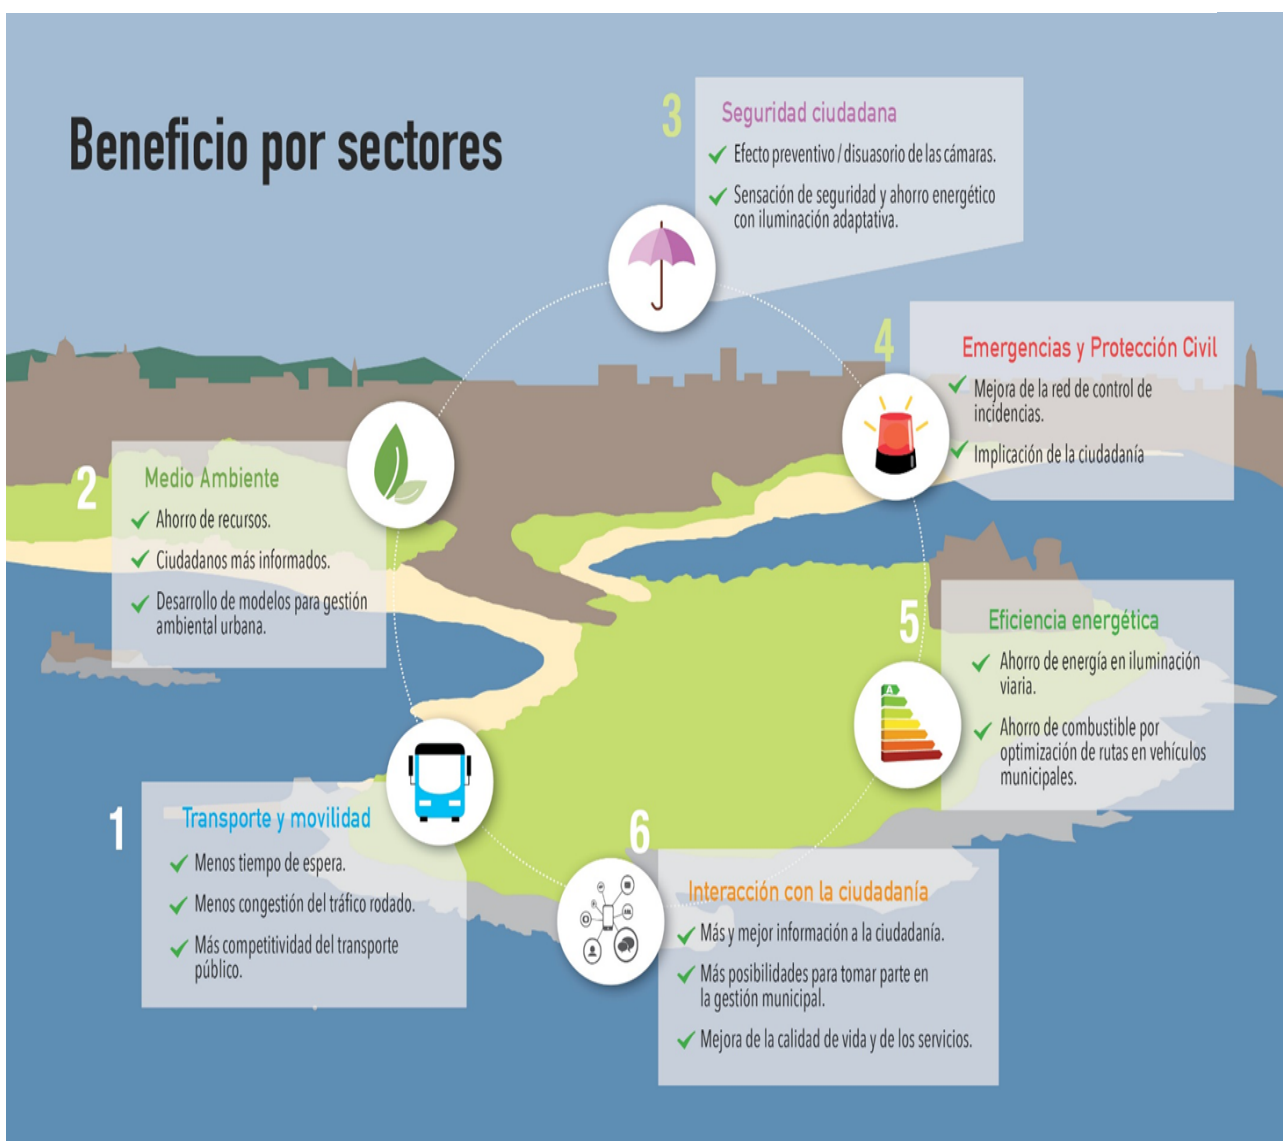 Beneficio por sectores
1
Transporte y movilidad
Menos tiempo de espera.
Menos congestión del tráfico rodado.
Más competitividad del transporte
público.
2
Medio Ambiente
Ahorro de recursos.
Ciudadanos más informados.
Desarrollo de modelos para gestión
ambiental urbana.
3
Seguridad ciudadana
Efecto preventivo / disuasorio de las cámaras.
Sensación de seguridad y ahorro energético
con iluminación adaptativa.
4
Emergencias y Protección Civil
Mejora de la red de control de
incidencias.
Implicación de la ciudadanía
5
Eficiencia energética
Ahorro de energía en iluminación
viaria.
Ahorro de combustible por
optimización de rutas en vehículos
municipales.
A
6
Interacción con la ciudadanía
Más y mejor información a la ciudadanía.
Más posibilidades para tomar parte en
la gestión municipal.
Mejora de la calidad de vida y de los servicios.